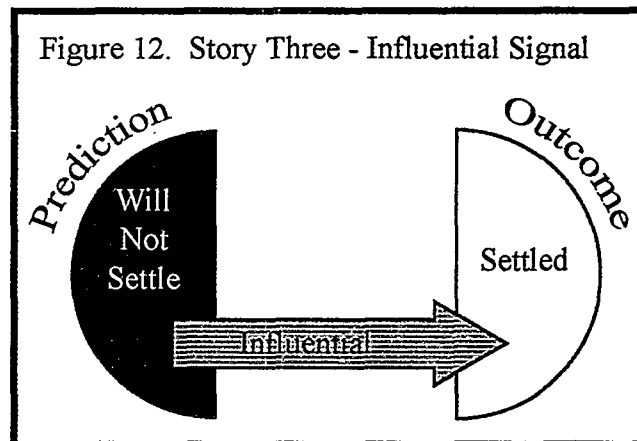 Figure 12. Story Three - Influential Signal
Prediction
Outcome
Will
Not
Settle
Settled
Influential